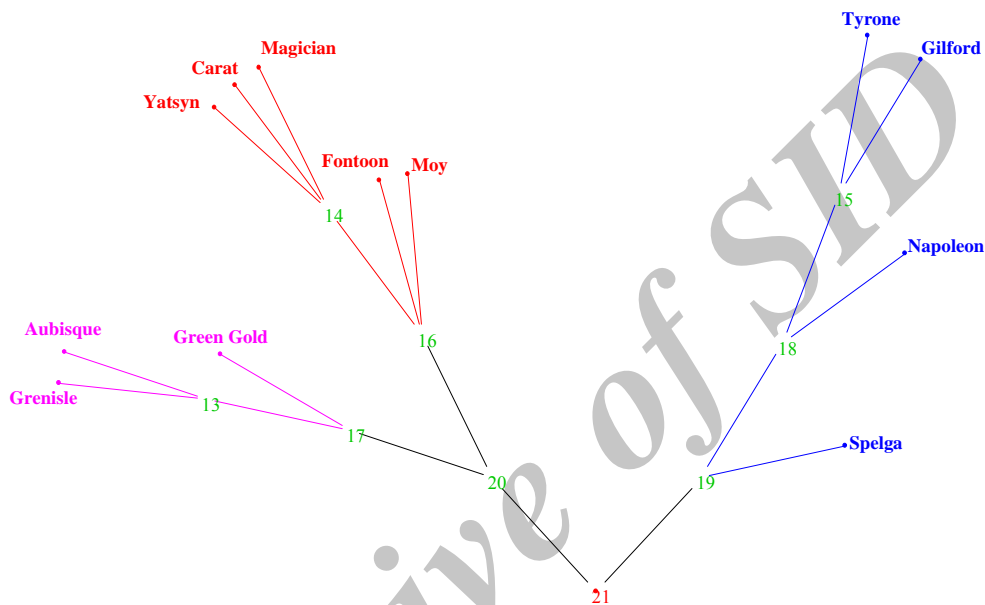 Tyrone
Gilford
Magician
Carat
Yatsyn
Fontoon
Moy
15
14
Napoleon
Aubisque
Green Gold
16
18
Grenisle
13
17
Spelga
20
19
21
ive of SID